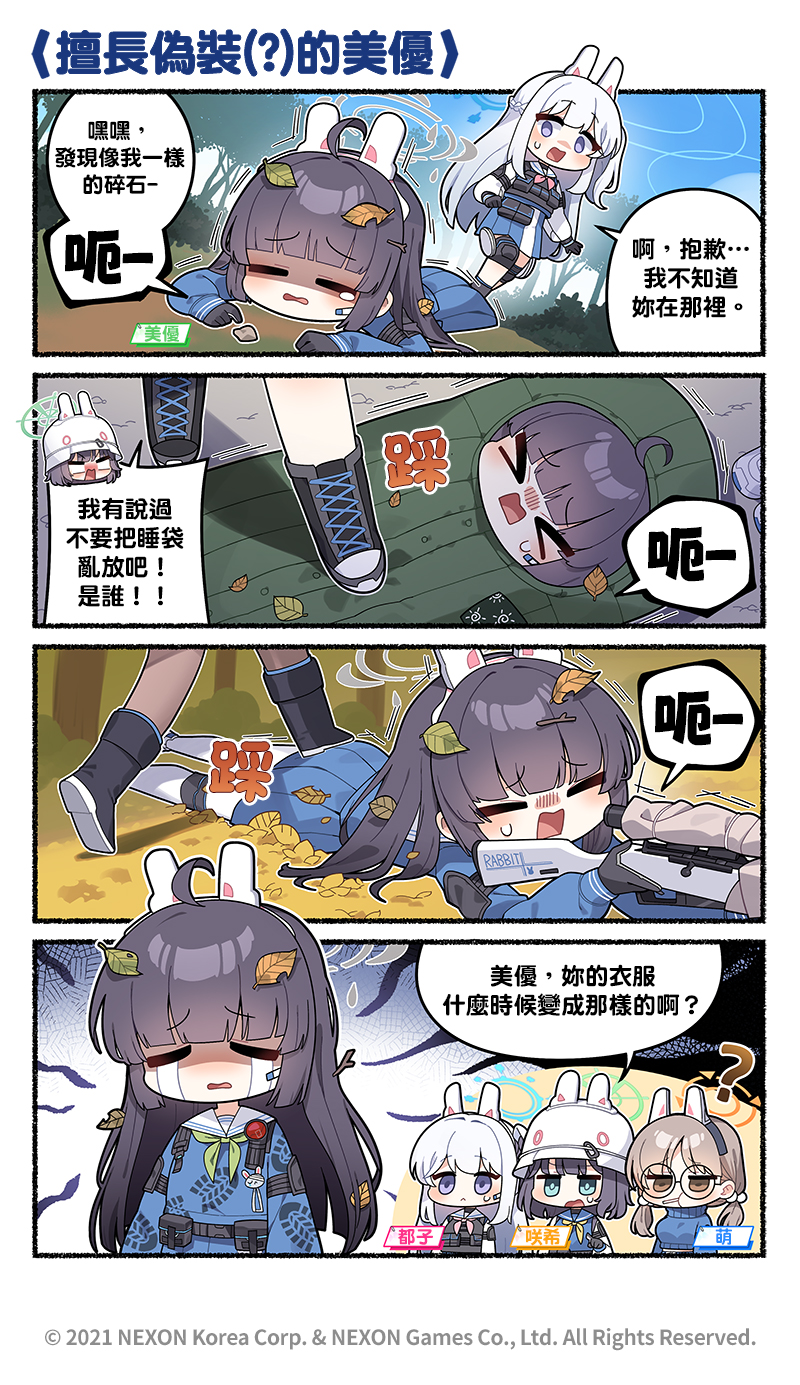 《擅長偽裝(?)的美優》
嘿嘿，
發現像我一樣
的碎石-
呃—
啊，抱歉…
我不知道
妳在那裡。
美優
我有說過
不要把睡袋
亂放吧！
是誰！！
踩
呃—
踩
呃—
RABBIT
美優，妳的衣服
什麼時候變成那樣的啊？
?
都子
咲希
萌
© 2021 NEXON Korea Corp. & NEXON Games Co., Ltd. All Rights Reserved.